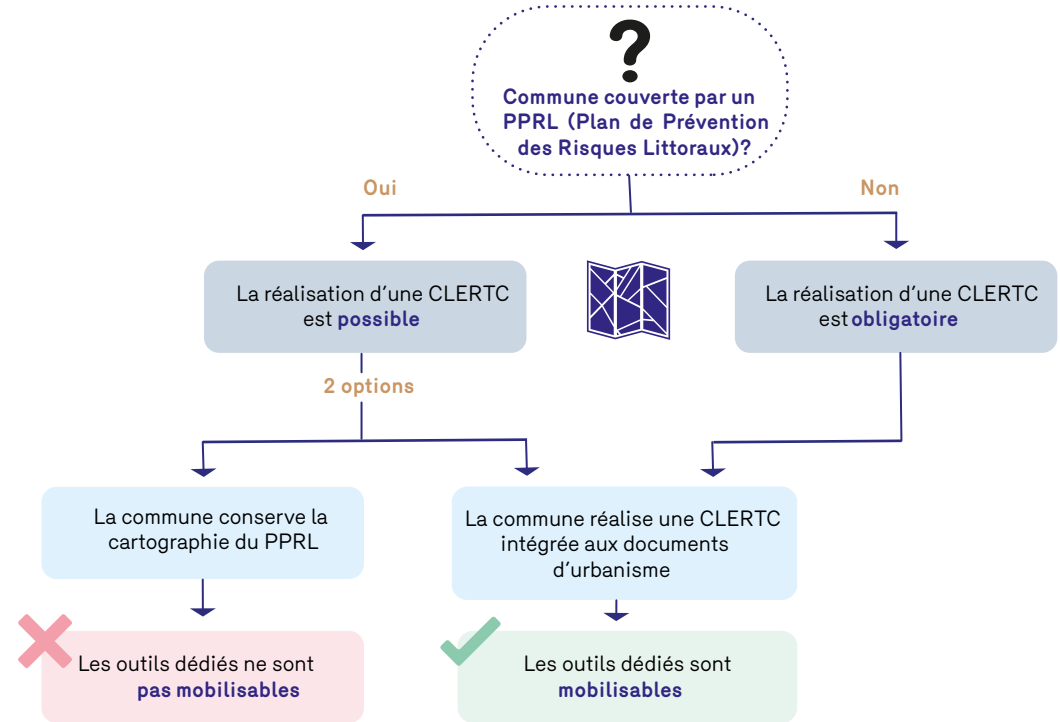 ?
Commune couverte par un
PPRL (Plan de Prévention
des Risques Littoraux)?
Oui
Non
La réalisation d'une CLERTC
est possible
La réalisation d'une CLERTC
est obligatoire
2 options
La commune conserve la
cartographie du PPRL
La commune réalise une CLERTC
intégrée aux documents
d'urbanisme
Les outils dédiés ne sont
pas mobilisables
Les outils dédiés sont
mobilisables